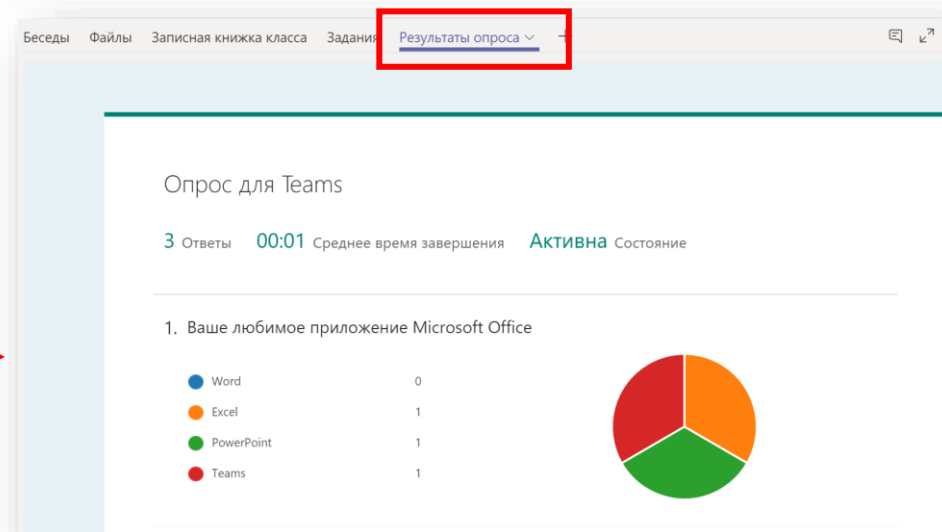 Беседы Файлы Записная книжка класса Задания Результаты опроса
Опрос для Teams
3 Ответы 00:01 Среднее время завершения Активна Состояние
1. Ваше любимое приложение Microsoft Office
Word 0
Excel 1
PowerPoint 1
Teams 1